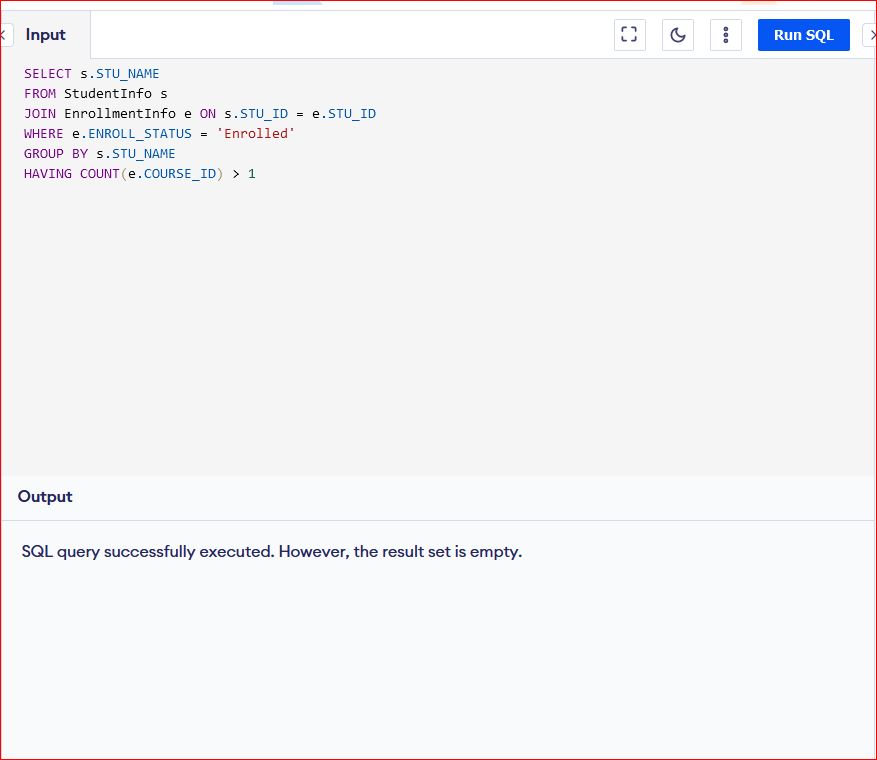 Input
Run SQL
SELECT s.STU_NAME
FROM StudentInfo s
JOIN EnrollmentInfo e ON s.STU_ID = e.STU_ID
WHERE e.ENROLL_STATUS = 'Enrolled'
GROUP BY s.STU_NAME
HAVING COUNT(e.COURSE_ID) > 1
Output
SQL query successfully executed. However, the result set is empty.